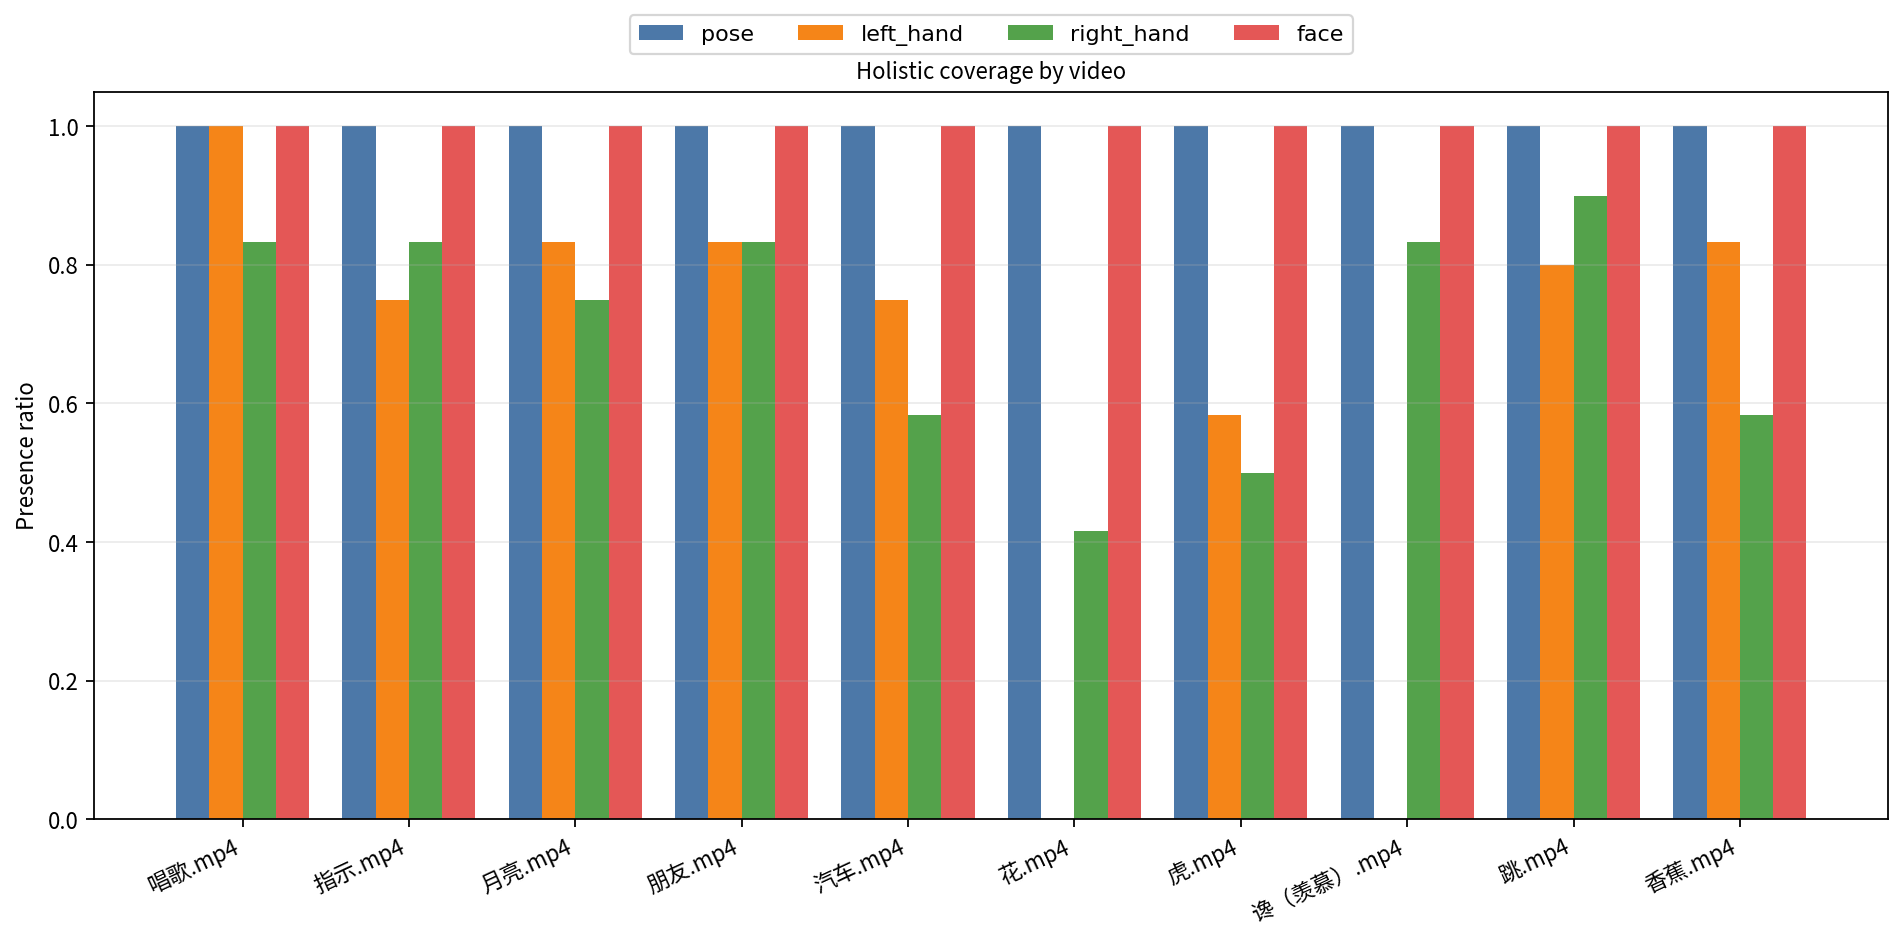 pose left_hand right_hand face
Holistic coverage by video
Presence ratio
1.0
0.8
0.6
0.4
0.2
0.0
唱歌.mp4 指示.mp4 月亮.mp4 朋友.mp4 汽车.mp4 花.mp4 虎.mp4 谗（羡慕）.mp4 跳.mp4 香蕉.mp4